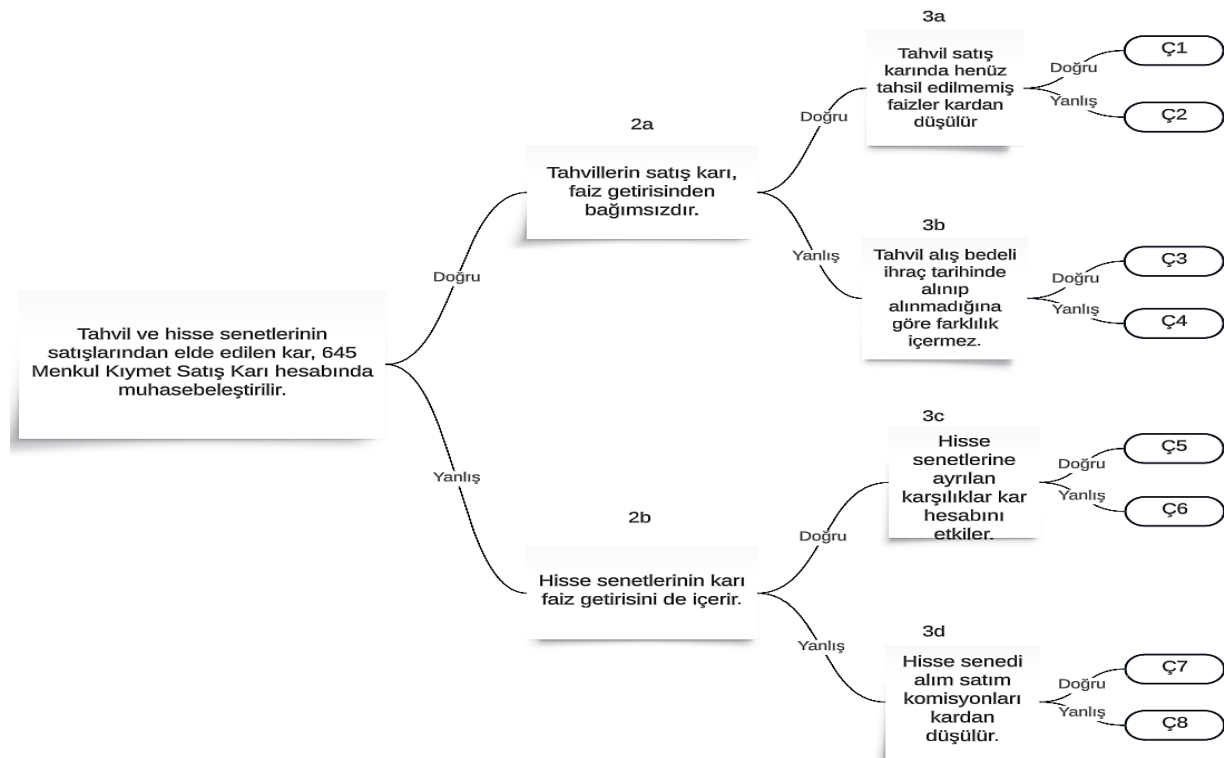 3a
Tahvil satış
karında henüz
tahsil edilmemiş
faizler kardan
düşülür
Doğru
Ç1
Yanlış
Ç2
2a
Tahvillerin satış karı,
faiz getirisinden
bağımsızdır.
Doğru
Yanlış
3b
Tahvil alış bedeli
ihraç tarihinde
alınıp
alınmadığına
göre farklılık
içermez.
Doğru
Ç3
Yanlış
Ç4
Tahvil ve hisse senetlerinin
satışlarından elde edilen kar, 645
Menkul Kıymet Satış Karı hesabında
muhasebeleştirilir.
Doğru
Yanlış
3c
Hisse
senetlerine
ayrılan
karşılıklar kar
hesabını
etkiler.
Doğru
Ç5
Yanlış
Ç6
2b
Hisse senetlerinin karı
faiz getirisini de içerir.
Doğru
Yanlış
3d
Hisse senedi
alım satım
komisyonları
kardan
düşülür.
Doğru
Ç7
Yanlış
Ç8